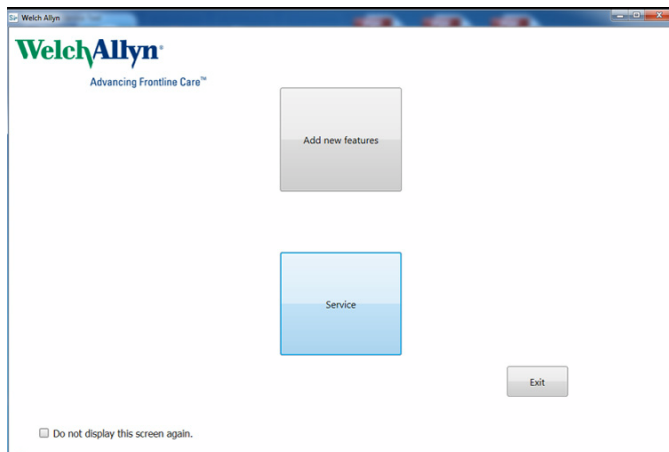 Welch Allyn
WelchAllyn®
Advancing Frontline Care™
Add new features
Service
Exit
Do not display this screen again.